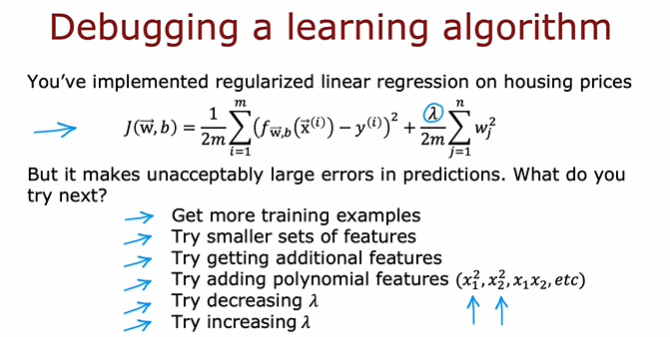 Debugging a learning algorithm
You've implemented regularized linear regression on housing prices
J(w⃗, b) = 1/2m ∑_{i=1}^{m} (f_{w⃗,b}(x⃗^{(i)}) − y^{(i)})² + λ/2m ∑_{j=1}^{n} w_j²
But it makes unacceptably large errors in predictions. What do you
try next?
Get more training examples
Try smaller sets of features
Try getting additional features
Try adding polynomial features (x₁², x₂², x₁x₂, etc)
Try decreasing λ
Try increasing λ